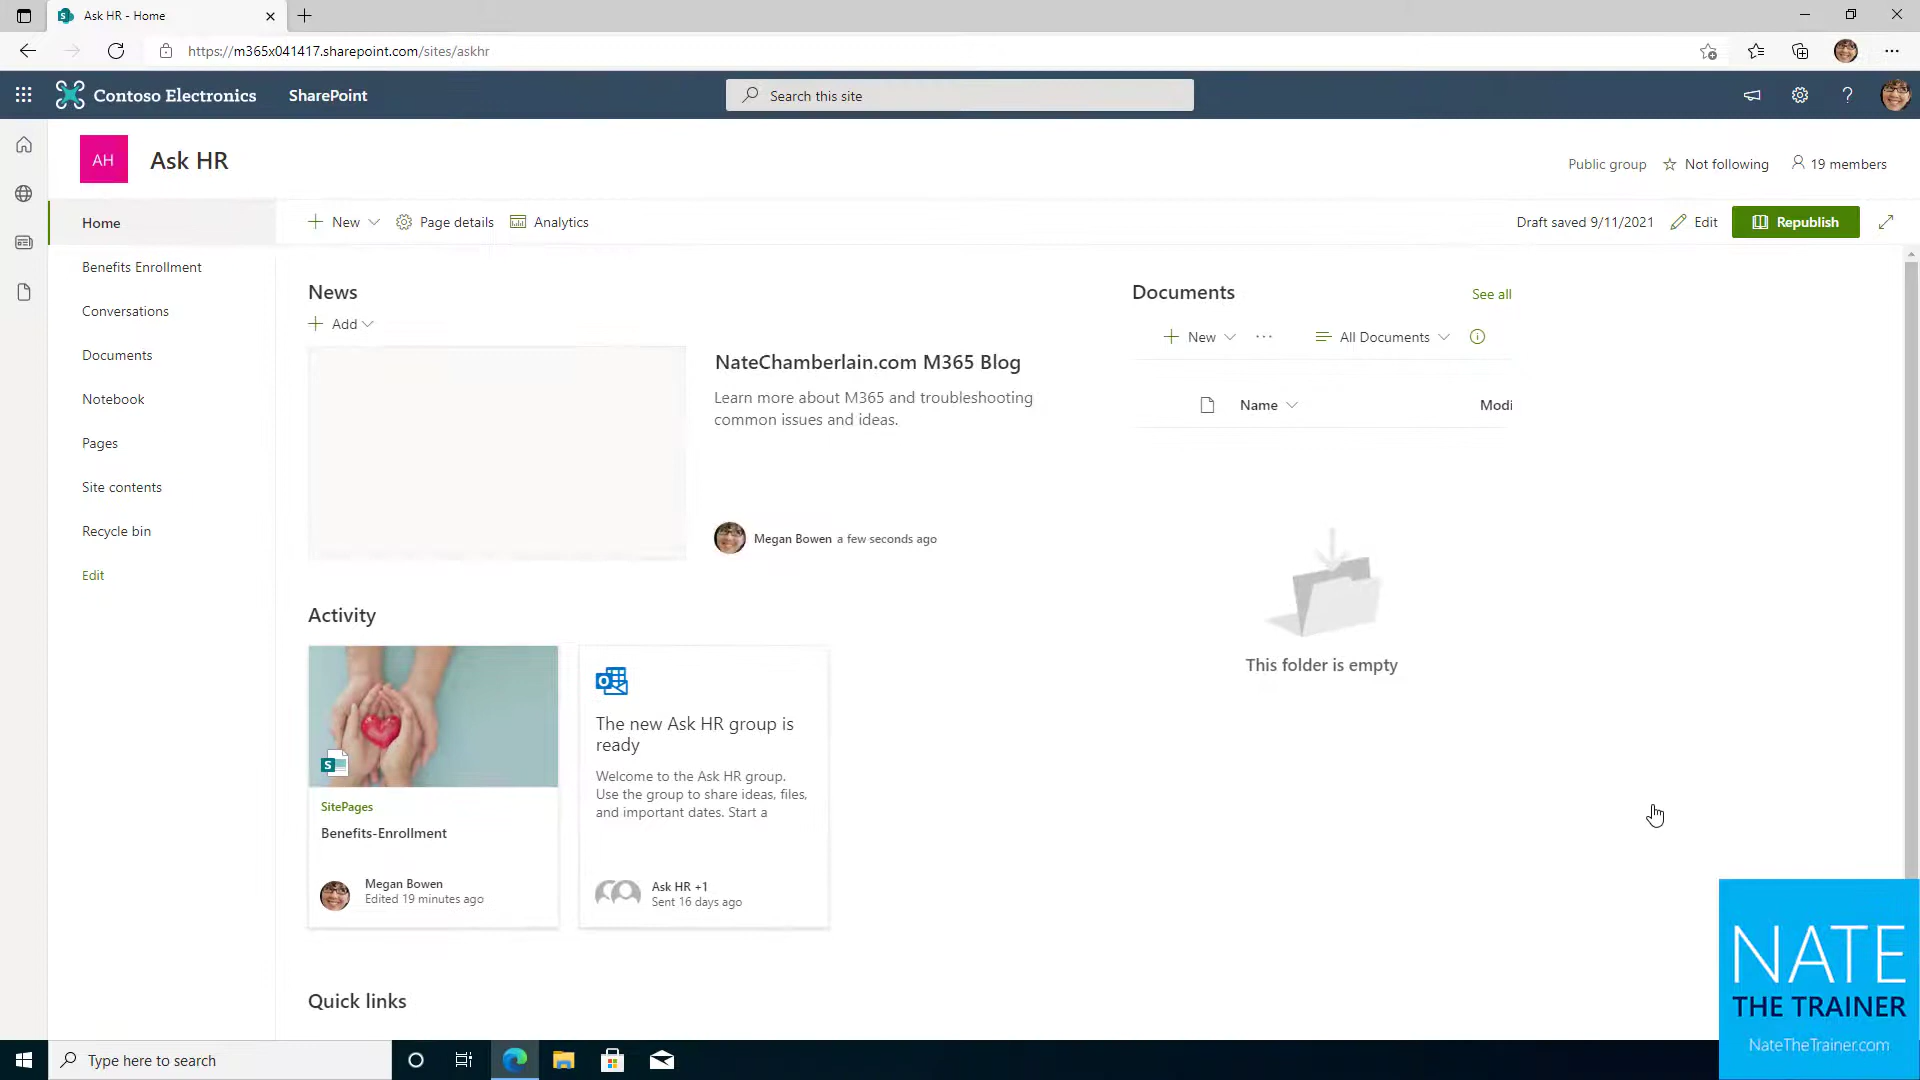 Ask HR - Home
https://m365x041417.sharepoint.com/sites/askhr
Contoso Electronics
SharePoint
Search this site
AH
Ask HR
Public group
Not following
19 members
Home
Benefits Enrollment
Conversations
Documents
Notebook
Pages
Site contents
Recycle bin
Edit
New
Page details
Analytics
Draft saved 9/11/2021
Edit
Republish
News
Add
NateChamberlain.com M365 Blog
Learn more about M365 and troubleshooting
common issues and ideas.
Megan Bowen a few seconds ago
Documents
See all
New
All Documents
Name
Modi
This folder is empty
Activity
S
SitePages
Benefits-Enrollment
Megan Bowen
Edited 19 minutes ago
O
The new Ask HR group is
ready
Welcome to the Ask HR group.
Use the group to share ideas, files,
and important dates. Start a
Ask HR +1
Sent 16 days ago
Quick links
NATE
THE TRAINER
NateTheTrainer.com
Type here to search